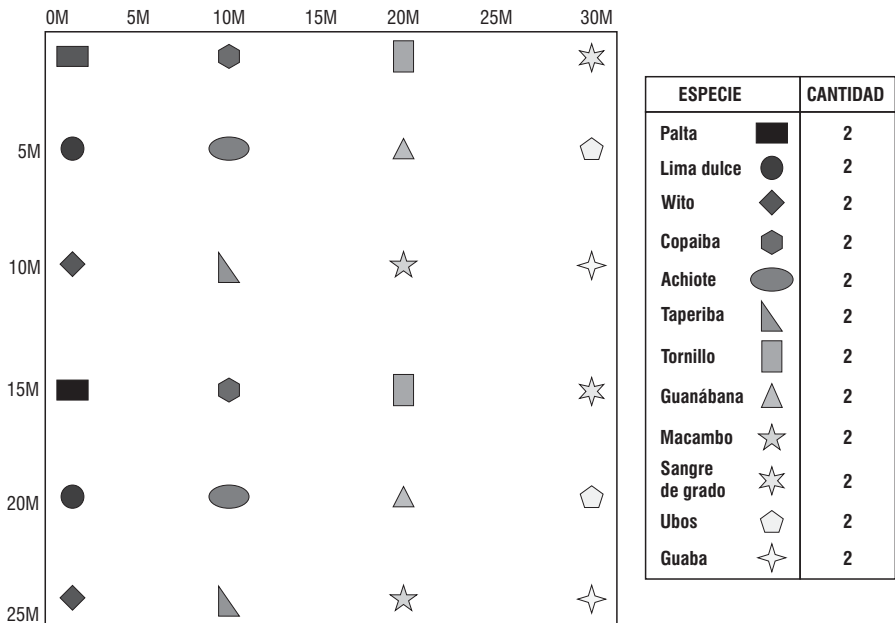 0M 5M 10M 15M 20M 25M 30M
5M
10M
15M
20M
25M
ESPECIE CANTIDAD
Palta 2
Lima dulce 2
Wito 2
Copaiba 2
Achiote 2
Taperiba 2
Tornillo 2
Guanábana 2
Macambo 2
Sangre
de grado 2
Ubos 2
Guaba 2